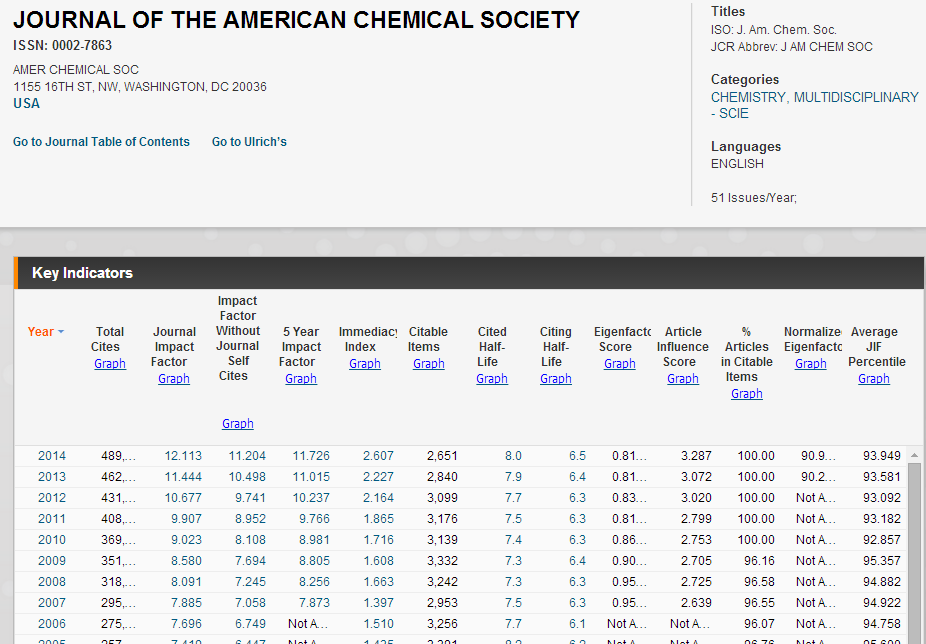 JOURNAL OF THE AMERICAN CHEMICAL SOCIETY
ISSN: 0002-7863
AMER CHEMICAL SOC
1155 16TH ST, NW, WASHINGTON, DC 20036
USA
Go to Journal Table of Contents Go to Ulrich's
Titles
ISO: J. Am. Chem. Soc.
JCR Abbrev: J AM CHEM SOC
Categories
CHEMISTRY, MULTIDISCIPLINARY
- SCIE
Languages
ENGLISH
51 Issues/Year;
Key Indicators
Year
Total
Cites
Graph
Journal
Impact
Factor
Graph
Impact
Factor
Without
Journal
Self
Cites
Graph
5 Year
Impact
Factor
Graph
Immediacy
Index
Graph
Citable
Items
Graph
Cited
Half-
Life
Graph
Citing
Half-
Life
Graph
Eigenfacto
Score
Graph
Article
Influence
Score
Graph
%
Articles
in Citable
Items
Graph
Normalize
Eigenfacto
Graph
Average
JIF
Percentile
Graph
2014 489,... 12.113 11.204 11.726 2.607 2,651 8.0 6.5 0.81... 3.287 100.00 90.9... 93.949
2013 462,... 11.444 10.498 11.015 2.227 2,840 7.9 6.4 0.81... 3.072 100.00 90.2... 93.581
2012 431,... 10.677 9.741 10.237 2.164 3,099 7.7 6.3 0.83... 3.020 100.00 Not A... 93.092
2011 408,... 9.907 8.952 9.766 1.865 3,176 7.5 6.3 0.81... 2.799 100.00 Not A... 93.182
2010 369,... 9.023 8.108 8.981 1.716 3,139 7.4 6.3 0.86... 2.753 100.00 Not A... 92.857
2009 351,... 8.580 7.694 8.805 1.608 3,332 7.3 6.4 0.90... 2.705 96.16 Not A... 95.357
2008 318,... 8.091 7.245 8.256 1.663 3,242 7.3 6.3 0.95... 2.725 96.58 Not A... 94.882
2007 295,... 7.885 7.058 7.873 1.397 2,953 7.5 6.3 0.95... 2.639 96.55 Not A... 94.922
2006 275,... 7.696 6.749 Not A... 1.510 3,256 7.7 6.1 Not A... Not A... 96.07 Not A... 94.758